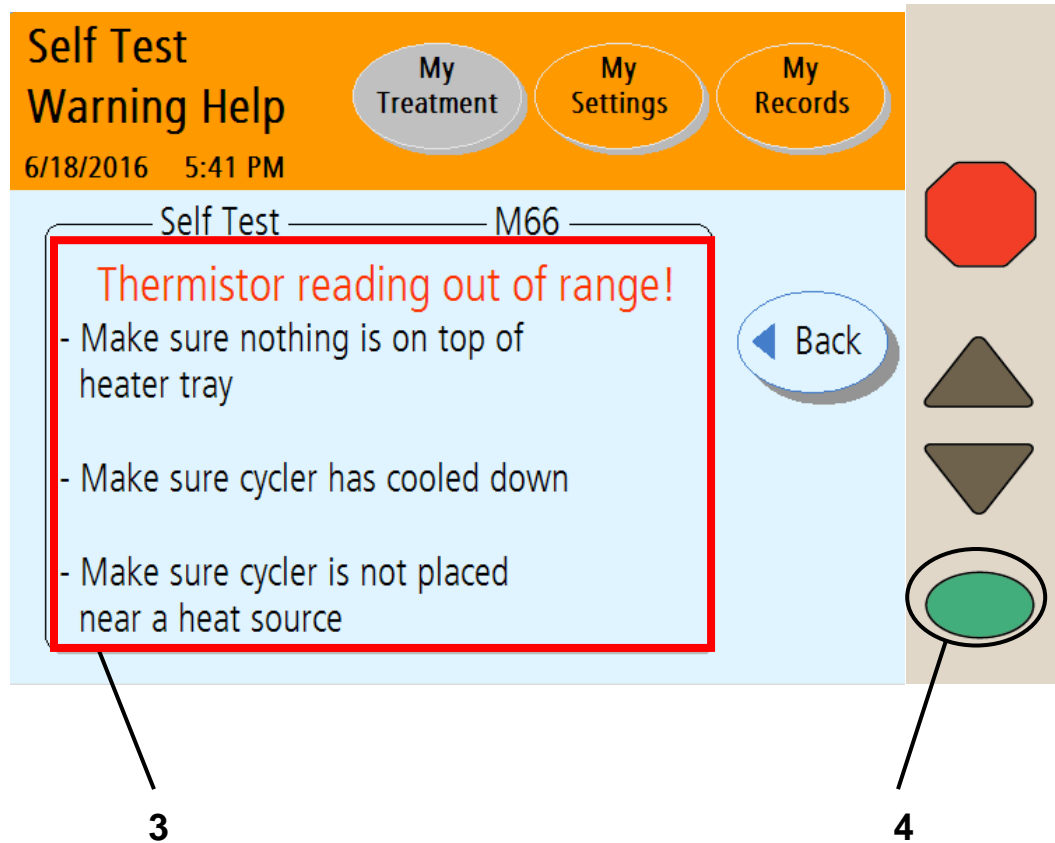 Self Test
Warning Help
6/18/2016 5:41 PM
My
Treatment
My
Settings
My
Records
Self Test M66
Thermistor reading out of range!
- Make sure nothing is on top of
heater tray
- Make sure cycler has cooled down
- Make sure cycler is not placed
near a heat source
Back
3
4